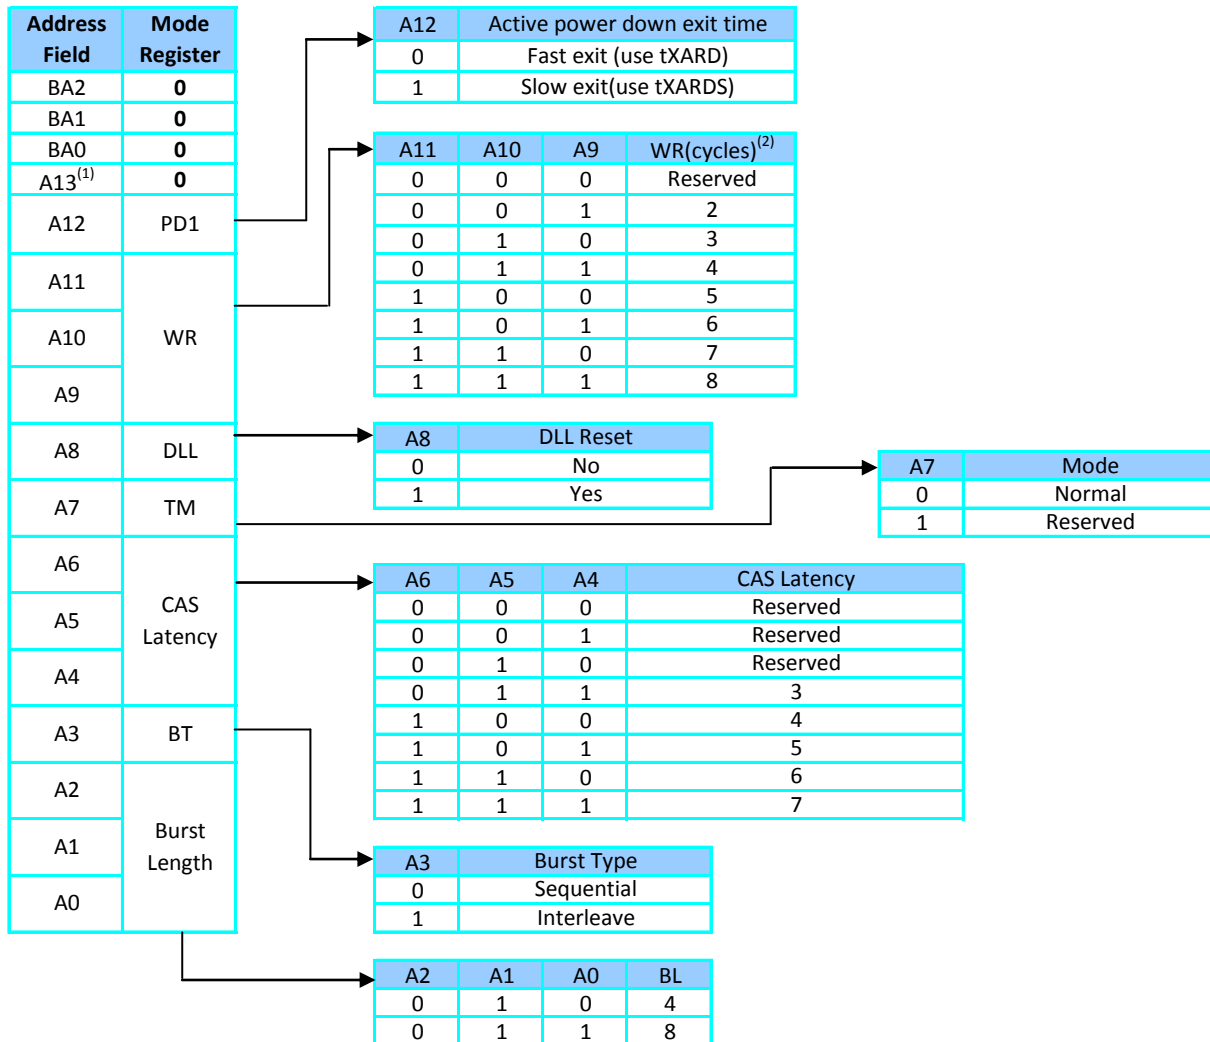 Address Field Mode Register
BA2 0
BA1 0
BA0 0
A13(1) 0
A12 PD1
A11
A10 WR
A9
A8 DLL
A7 TM
A6
A5 CAS Latency
A4
A3 BT
A2
A1 Burst Length
A0
A12 Active power down exit time
0 Fast exit (use tXARD)
1 Slow exit(use tXARDS)
A11 A10 A9 WR(cycles)(2)
0 0 0 Reserved
0 0 1 2
0 1 0 3
0 1 1 4
1 0 0 5
1 0 1 6
1 1 0 7
1 1 1 8
A8 DLL Reset
0 No
1 Yes
A7 Mode
0 Normal
1 Reserved
A6 A5 A4 CAS Latency
0 0 0 Reserved
0 0 1 Reserved
0 1 0 Reserved
0 1 1 3
1 0 0 4
1 0 1 5
1 1 0 6
1 1 1 7
A3 Burst Type
0 Sequential
1 Interleave
A2 A1 A0 BL
0 1 0 4
0 1 1 8